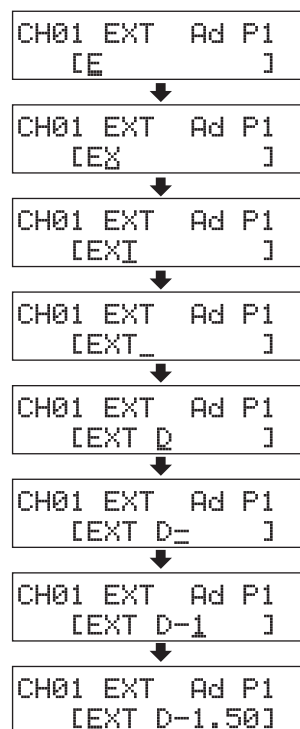 CH01 EXT Ad P1
[E ]
CH01 EXT Ad P1
[EX ]
CH01 EXT Ad P1
[EXT ]
CH01 EXT Ad P1
[EXT_ ]
CH01 EXT Ad P1
[EXT D ]
CH01 EXT Ad P1
[EXT D- ]
CH01 EXT Ad P1
[EXT D-1 ]
CH01 EXT Ad P1
[EXT D-1.50]